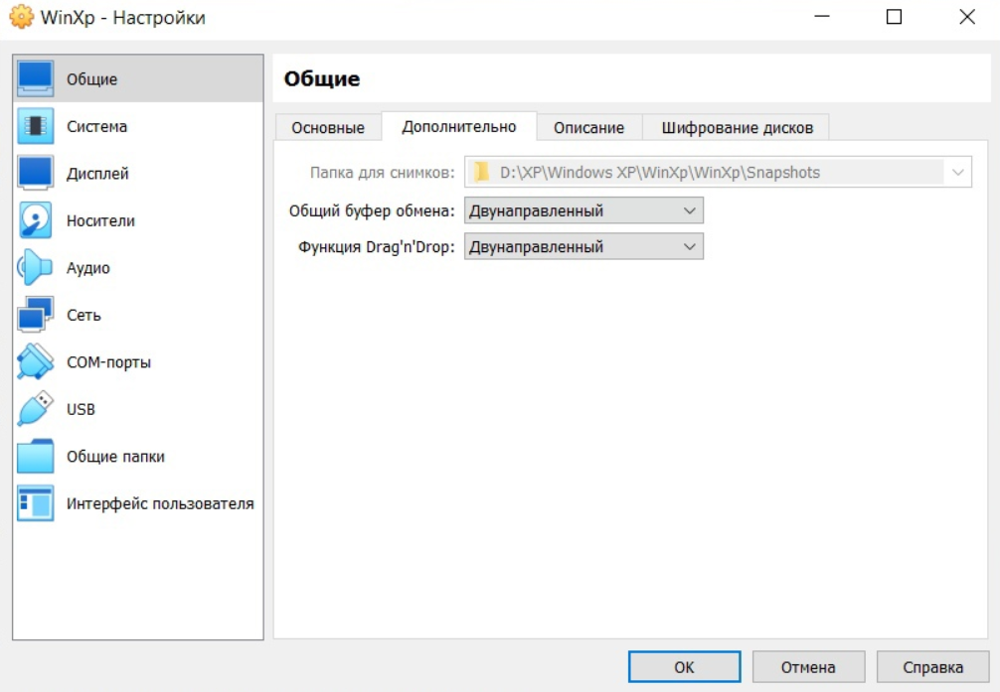 WinXp - Настройки
Общие
Система
Дисплей
Носители
Аудио
Сеть
COM-порты
USB
Общие папки
Интерфейс пользователя
Общие
Основные Дополнительно Описание Шифрование дисков
Папка для снимков: D:\XP\Windows XP\WinXp\WinXp\Snapshots
Общий буфер обмена: Двунаправленный
Функция Drag'n'Drop: Двунаправленный
OK Отмена Справка